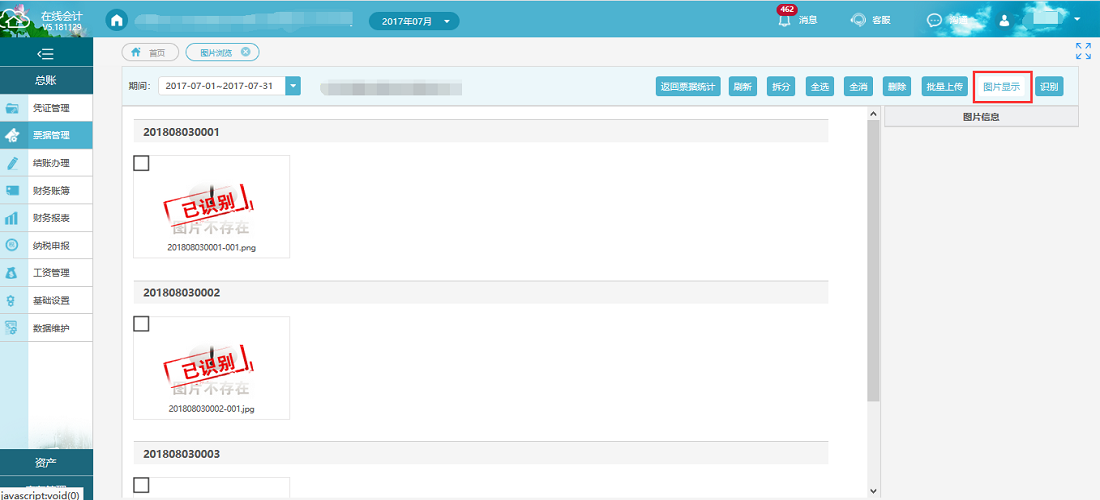 在线会计
V5.181129
2017年07月
462
消息
客服
首页
图片浏览
总账
凭证管理
票据管理
结账办理
财务账簿
财务报表
纳税申报
工资管理
基础设置
数据维护
资产
javascript:void(0)
期间:
2017-07-01~2017-07-31
返回票据统计
刷新
拆分
全选
全消
删除
批量上传
图片显示
识别
图片信息
201808030001
已识别
图片不存在
201808030001-001.png
201808030002
已识别
图片不存在
201808030002-001.jpg
201808030003